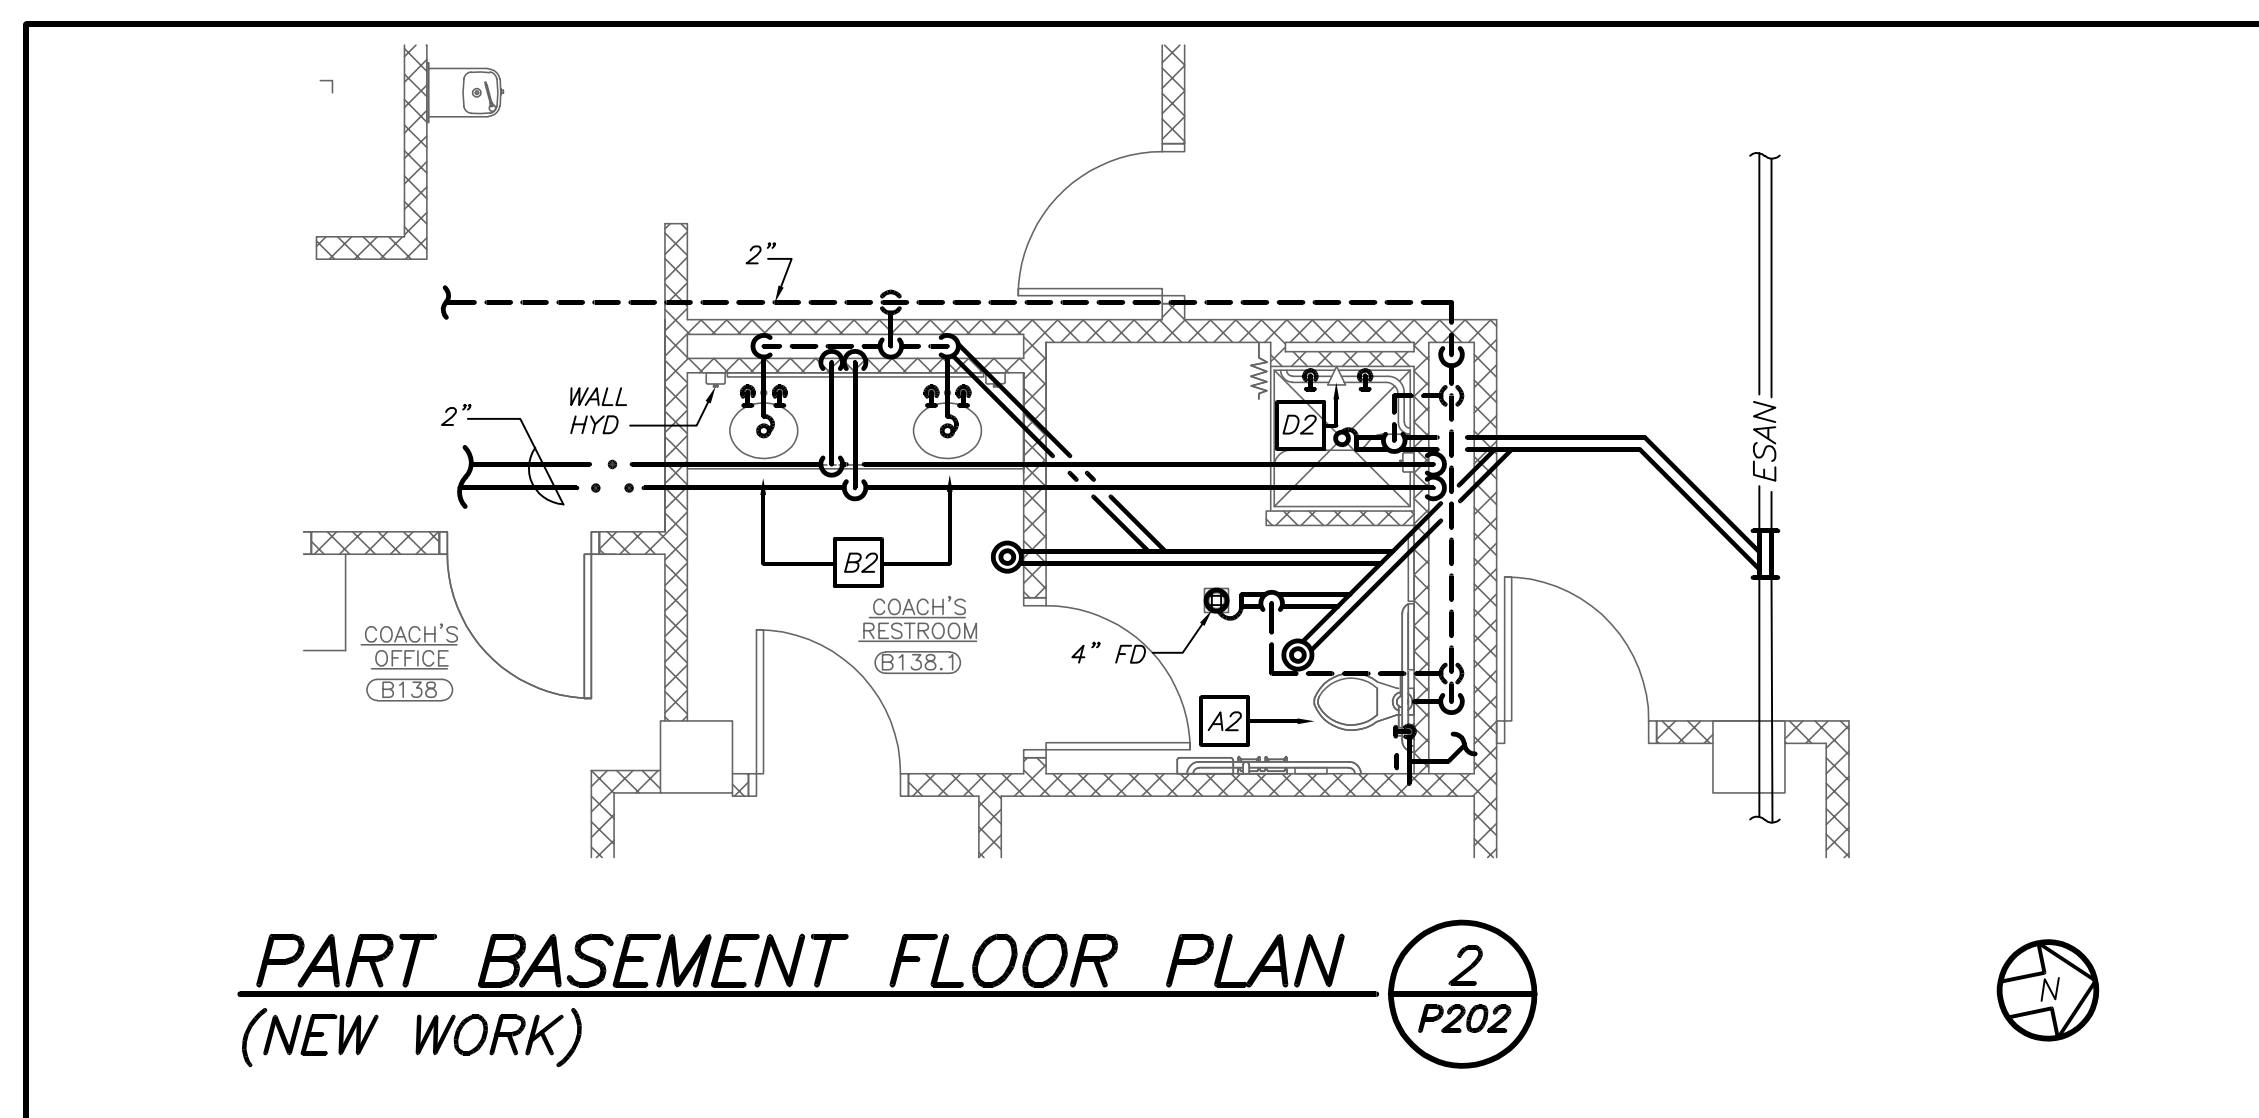 2"
WALL
HYD
2"
D2
ESAN
B2
COACH'S
RESTROOM
B138.1
COACH'S
OFFICE
B138
4" FD
A2
PART BASEMENT FLOOR PLAN
(NEW WORK)
2
P202
N